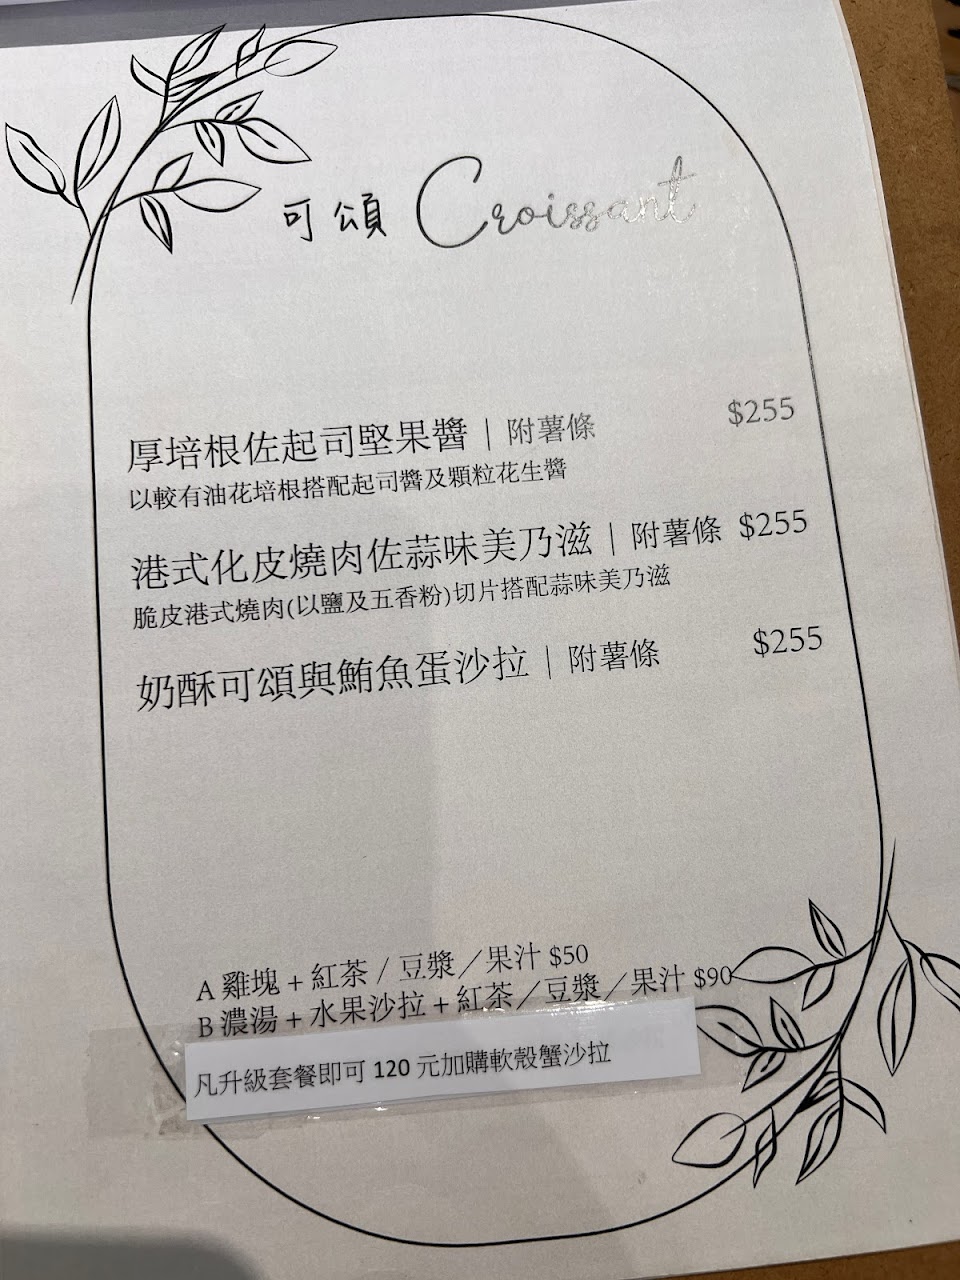 可頌 Croissant
厚培根佐起司堅果醬 | 附薯條 $255
以較有油花培根搭配起司醬及顆粒花生醬
港式化皮燒肉佐蒜味美乃滋 | 附薯條 $255
脆皮港式燒肉(以鹽及五香粉)切片搭配蒜味美乃滋
奶酥可頌與鮪魚蛋沙拉 | 附薯條 $255
A 雞塊 + 紅茶 / 豆漿／果汁 $50
B 濃湯 + 水果沙拉 + 紅茶／豆漿／果汁 $90
凡升級套餐即可 120 元加購軟殼蟹沙拉